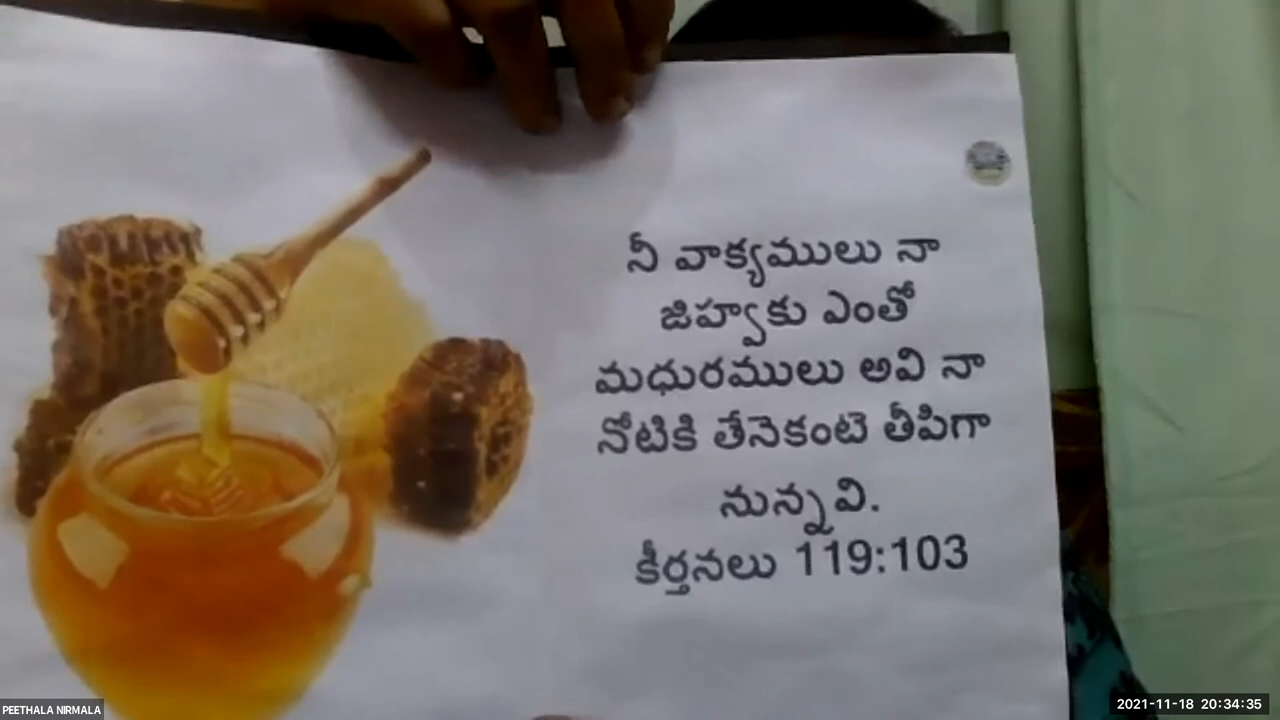 నీ వాక్యములు నా
జిహ్వకు ఎంతో
మధురములు అవి నా
నోటికి తేనెకంటె తీపిగా
నున్నవి.
కీర్తనలు 119:103
PEETHALA NIRMALA
2021-11-18 20:34:35